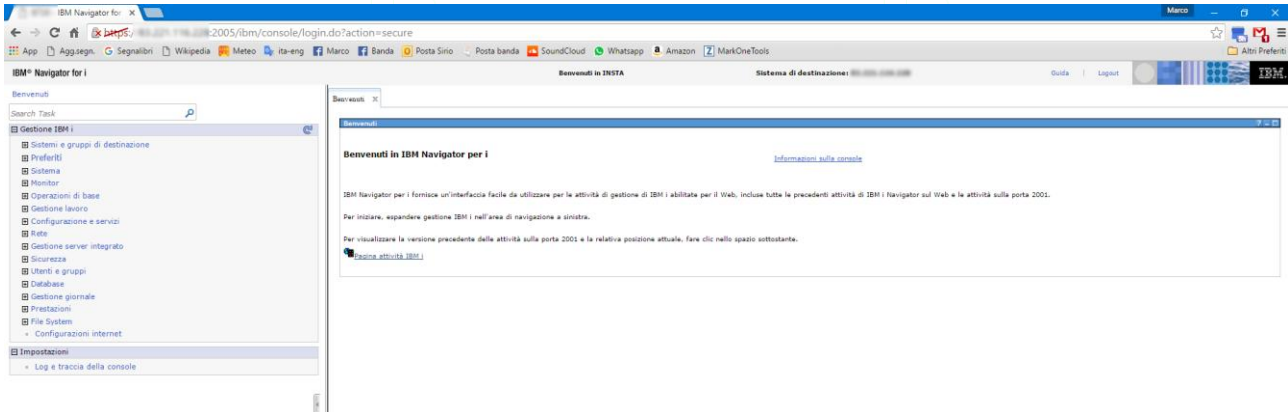 IBM Navigator for
Marco
https:/ :2005/ibm/console/login.do?action=secure
App Agg.segn. Segnalibri Wikipedia Meteo ita-eng Marco Banda Posta Sirio Posta banda SoundCloud Whatsapp Amazon MarkOneTools Altri Preferiti
IBM® Navigator for i Benvenuti in INSTA Sistema di destinazione: Guida | Logout IBM.
Benvenuti
Search Task
Gestione IBM i
Sistemi e gruppi di destinazione
Preferiti
Sistema
Monitor
Operazioni di base
Gestione lavoro
Configurazione e servizi
Rete
Gestione server integrato
Sicurezza
Utenti e gruppi
Database
Gestione giornale
Prestazioni
File System
Configurazioni internet
Impostazioni
Log e traccia della console
Benvenuti
Benvenuti
Benvenuti in IBM Navigator per i
Informazioni sulla console
IBM Navigator per i fornisce un'interfaccia facile da utilizzare per le attività di gestione di IBM i abilitate per il Web, incluse tutte le precedenti attività di IBM i Navigator sul Web e le attività sulla porta 2001.
Per iniziare, espandere gestione IBM i nell'area di navigazione a sinistra.
Per visualizzare la versione precedente delle attività sulla porta 2001 e la relativa posizione attuale, fare clic nello spazio sottostante.
Pagina attività IBM i